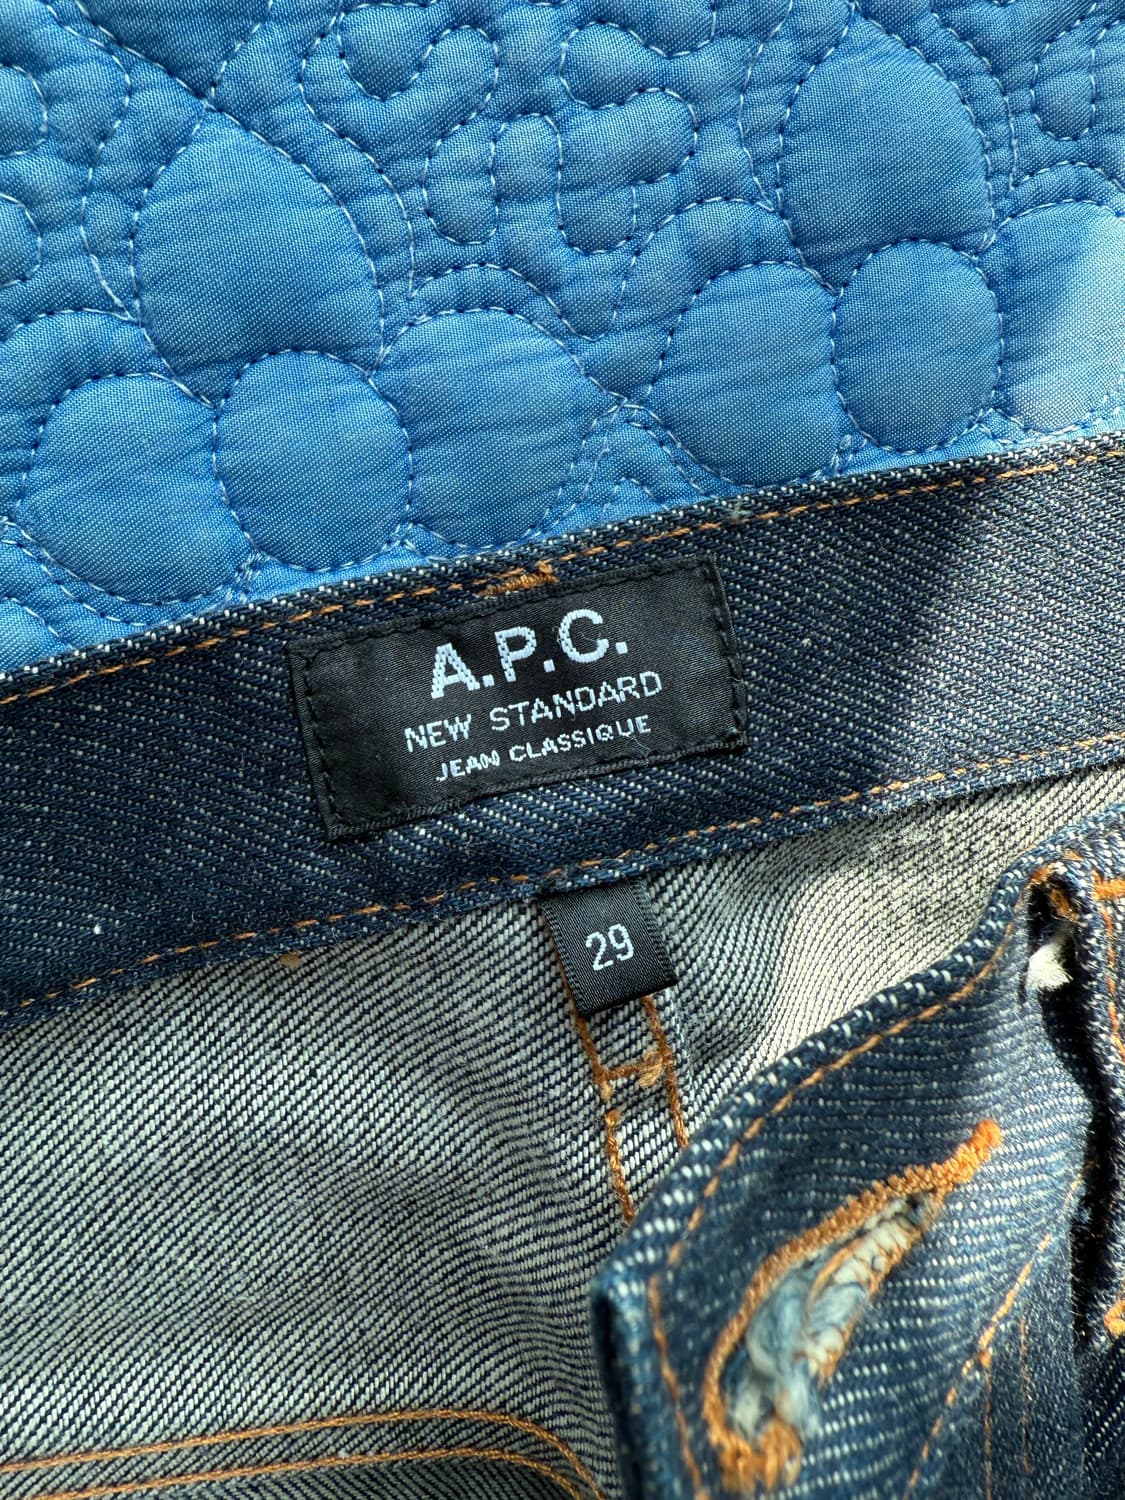 A.P.C.
NEW STANDARD
JEAN CLASSIQUE
29